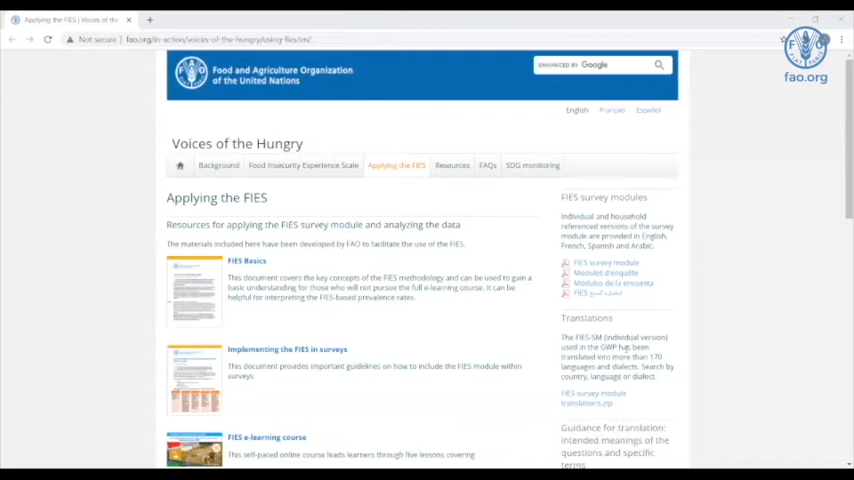 Applying the FIES | Voices of the
Not secure | fao.org/in-action/voices-of-the-hungry/using-fies/en/
fao.org
Food and Agriculture Organization
of the United Nations
ENHANCED BY Google
English Français Español
Voices of the Hungry
Background Food Insecurity Experience Scale Applying the FIES Resources FAQs SDG monitoring
Applying the FIES
Resources for applying the FIES survey module and analyzing the data
The materials included here have been developed by FAO to facilitate the use of the FIES.
FIES Basics
This document covers the key concepts of the FIES methodology and can be used to gain a
basic understanding for those who will not pursue the full e-learning course. It can be
helpful for interpreting the FIES-based prevalence rates.
Implementing the FIES in surveys
This document provides important guidelines on how to include the FIES module within
surveys.
FIES e-learning course
This self-paced online course leads learners through five lessons covering
FIES survey modules
Individual and household
referenced versions of the survey
module are provided in English,
French, Spanish and Arabic.
FIES survey module
Modules d'enquête
Módulos de la encuesta
FIES
Translations
The FIES-SM (individual version)
used in the GWP has been
translated into more than 170
languages and dialects. Search by
country, language or dialect.
FIES survey module
translations.zip
Guidance for translation:
intended meanings of the
questions and specific
terms